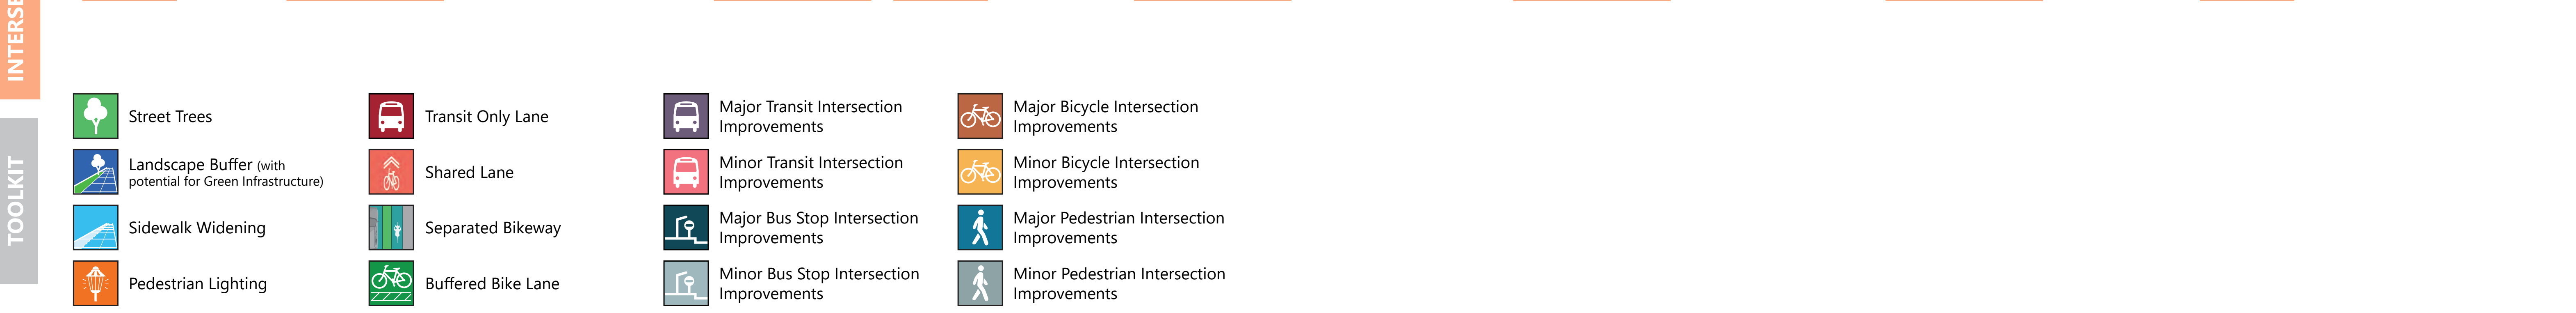 INTERSE
TOOLKIT
Street Trees
Landscape Buffer (with
potential for Green Infrastructure)
Sidewalk Widening
Pedestrian Lighting
Transit Only Lane
Shared Lane
Separated Bikeway
Buffered Bike Lane
Major Transit Intersection
Improvements
Minor Transit Intersection
Improvements
Major Bus Stop Intersection
Improvements
Minor Bus Stop Intersection
Improvements
Major Bicycle Intersection
Improvements
Minor Bicycle Intersection
Improvements
Major Pedestrian Intersection
Improvements
Minor Pedestrian Intersection
Improvements